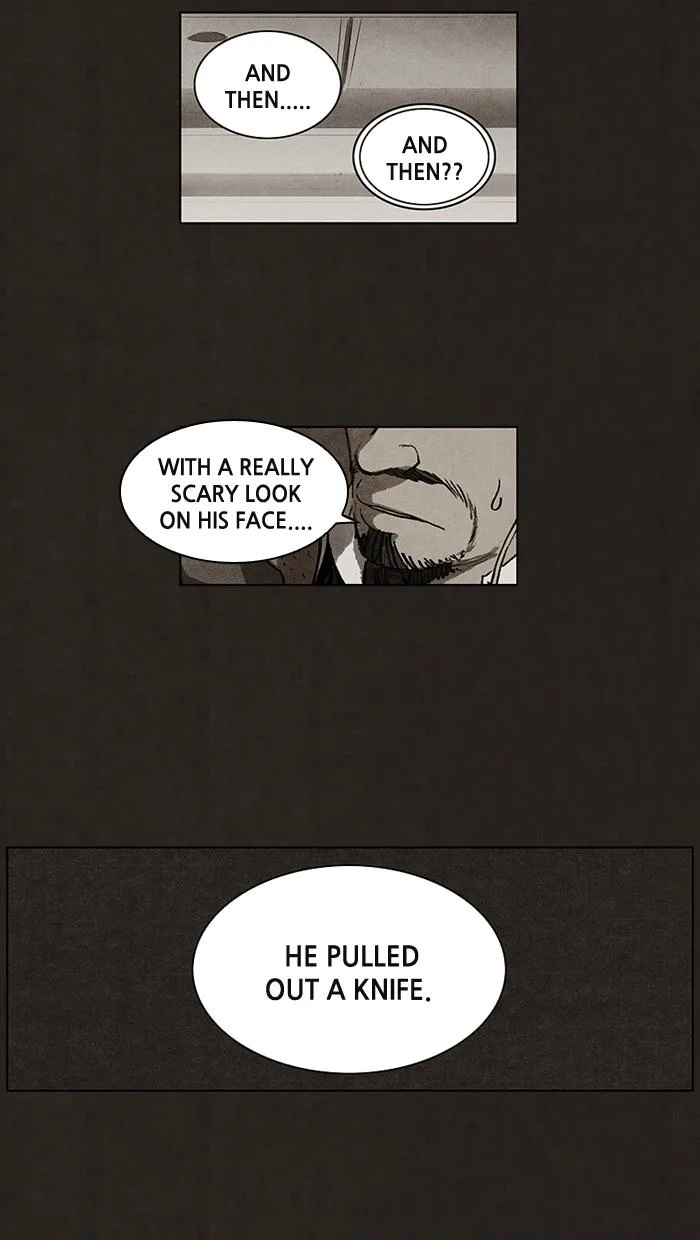 AND
THEN.....
AND
THEN??
WITH A REALLY
SCARY LOOK
ON HIS FACE....
HE PULLED
OUT A KNIFE.